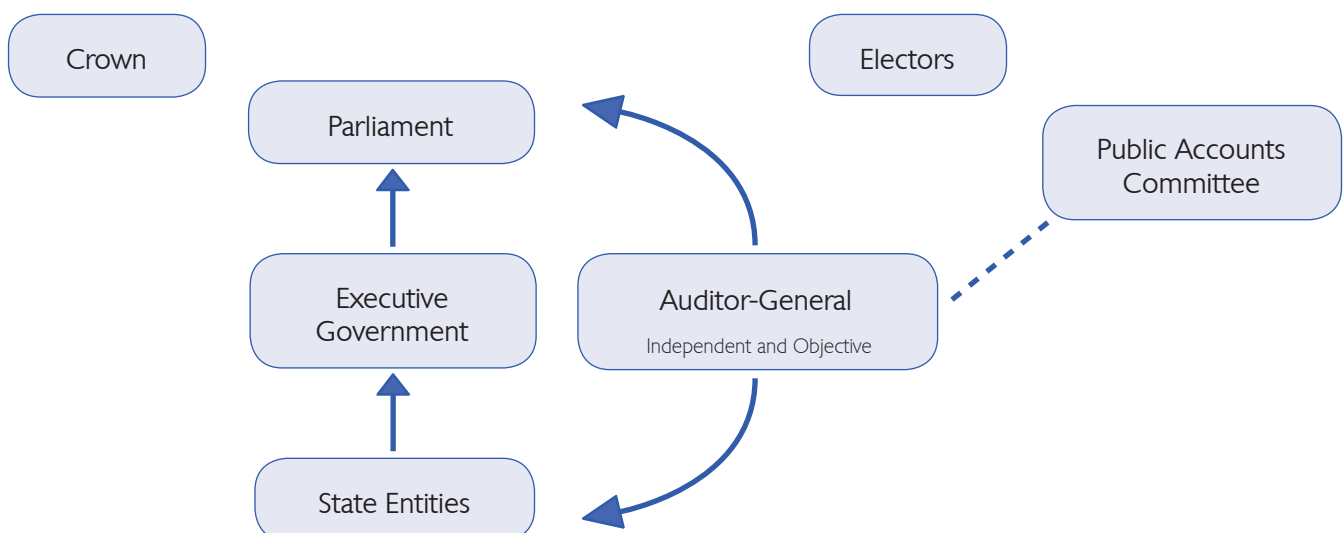 Crown
Electors
Parliament
Public Accounts
Committee
Executive
Government
Auditor-General
Independent and Objective
State Entities